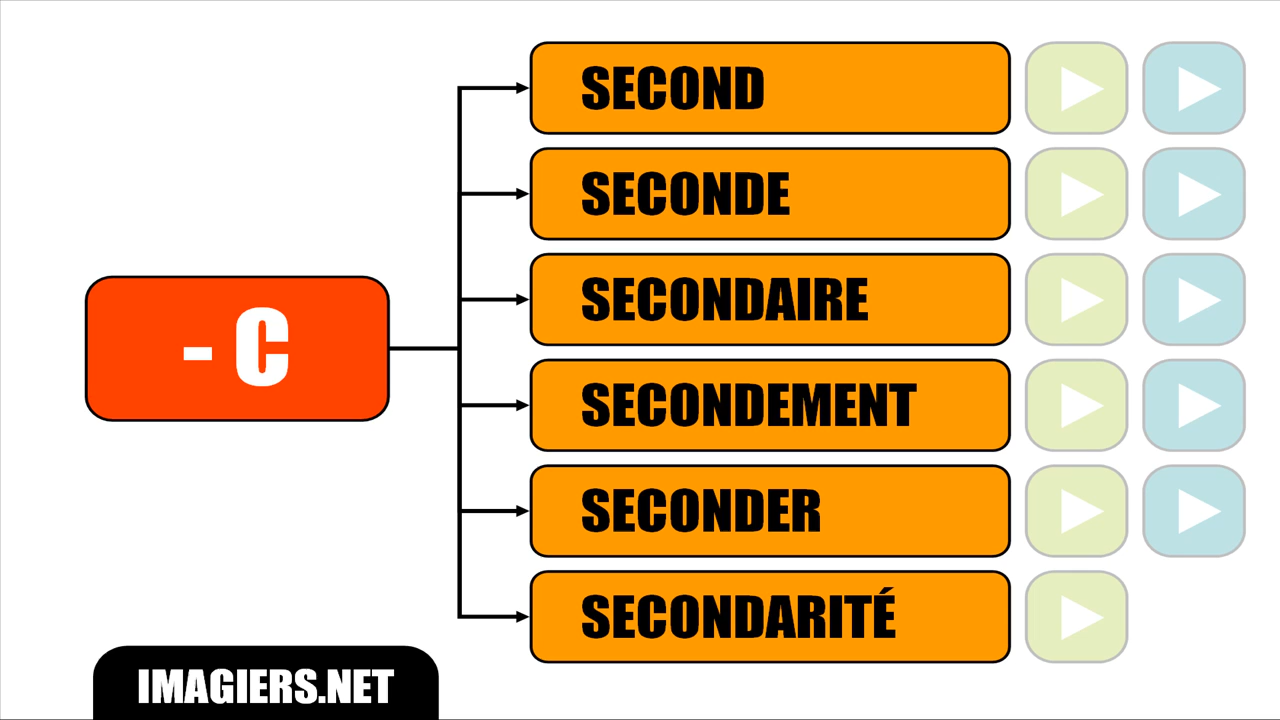 - C
SECOND
SECONDE
SECONDAIRE
SECONDEMENT
SECONDER
SECONDARITÉ
IMAGIERS.NET